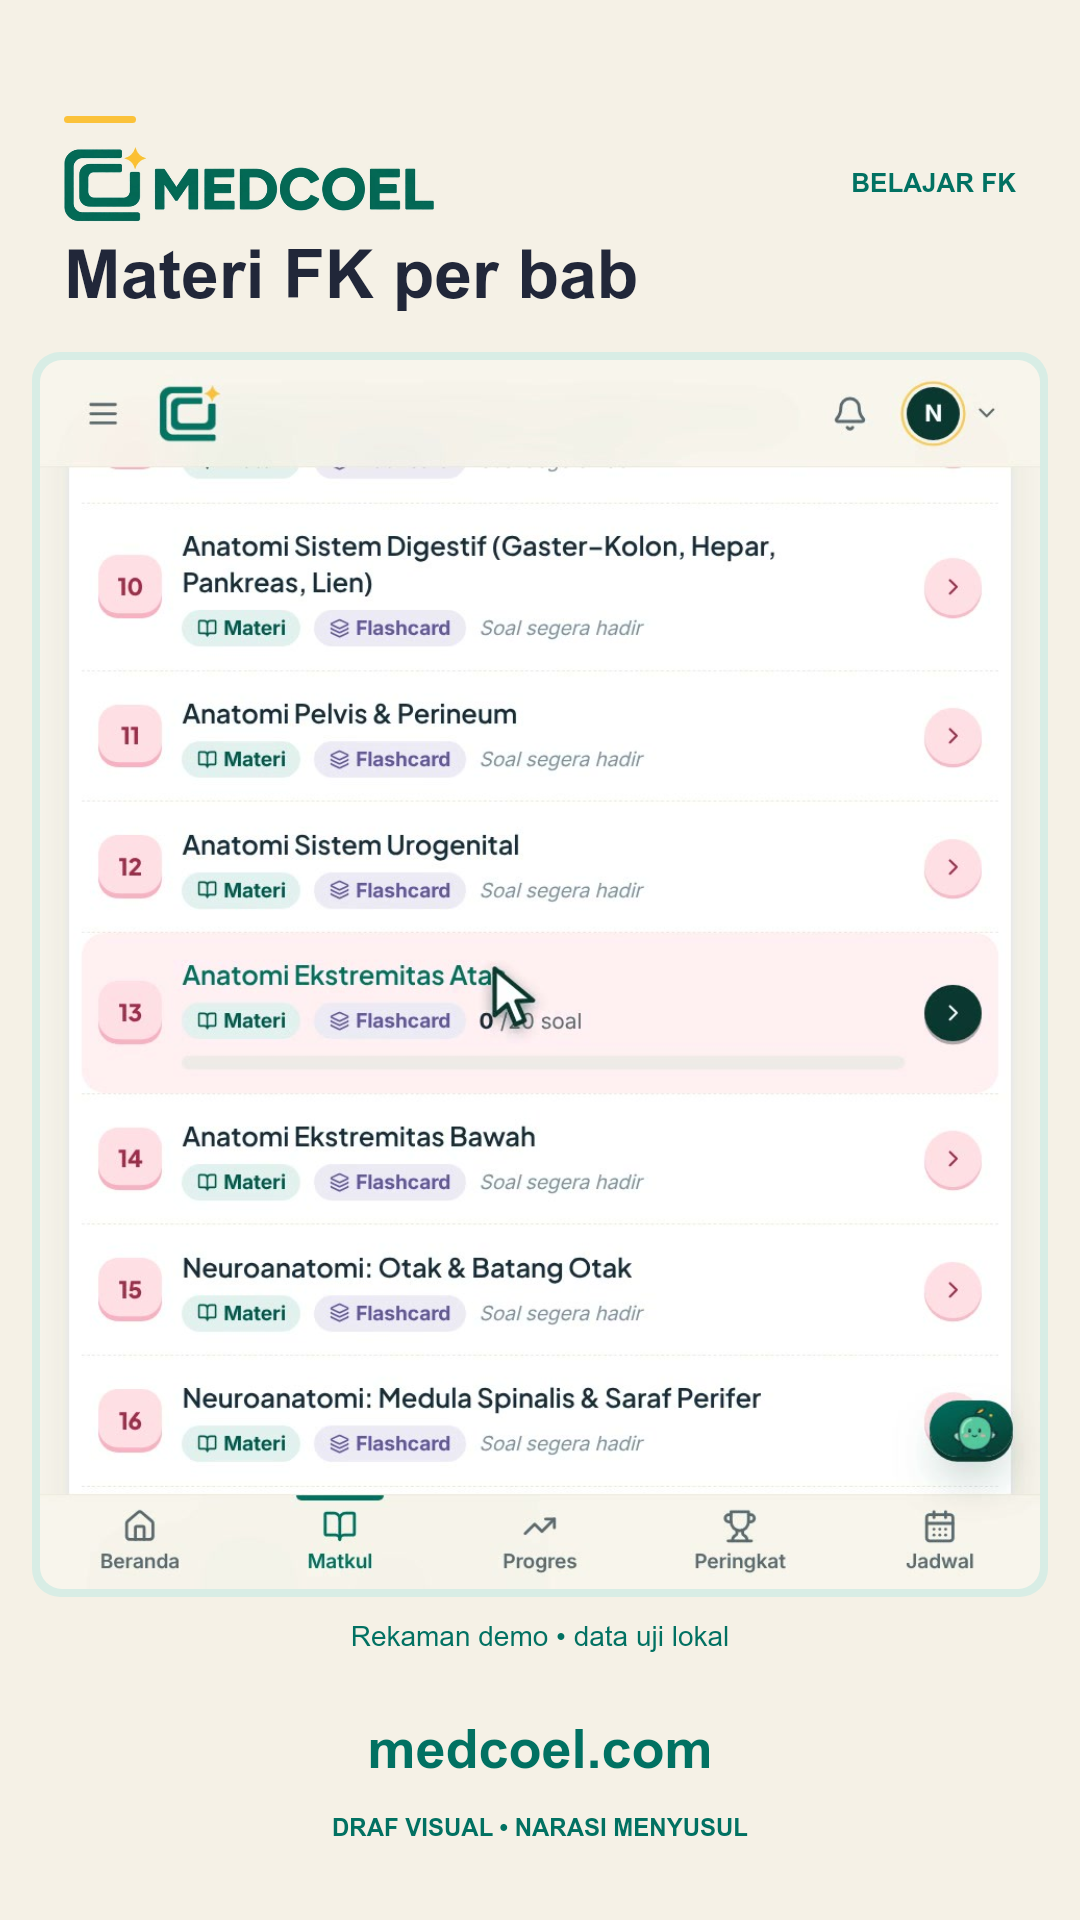 MEDCOEL
BELAJAR FK
Materi FK per bab
N
10
Anatomi Sistem Digestif (Gaster–Kolon, Hepar,
Pankreas, Lien)
Materi
Flashcard
Soal segera hadir
11
Anatomi Pelvis & Perineum
Materi
Flashcard
Soal segera hadir
12
Anatomi Sistem Urogenital
Materi
Flashcard
Soal segera hadir
13
Anatomi Ekstremitas
Materi
Flashcard
0
soal
14
Anatomi Ekstremitas Bawah
Materi
Flashcard
Soal segera hadir
15
Neuroanatomi: Otak & Batang Otak
Materi
Flashcard
Soal segera hadir
16
Neuroanatomi: Medula Spinalis & Saraf Perifer
Materi
Flashcard
Soal segera hadir
Beranda
Matkul
Progres
Peringkat
Jadwal
Rekaman demo • data uji lokal
medcoel.com
DRAF VISUAL • NARASI MENYUSUL